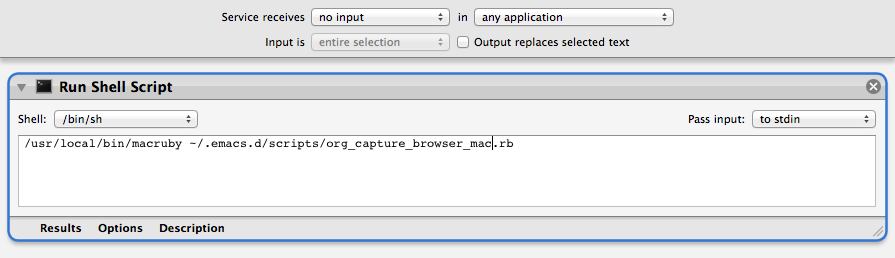 Service receives no input in any application
Input is entire selection Output replaces selected text
Run Shell Script
Shell: /bin/sh Pass input: to stdin
/usr/local/bin/macruby ~/.emacs.d/scripts/org_capture_browser_mac.rb
Results Options Description